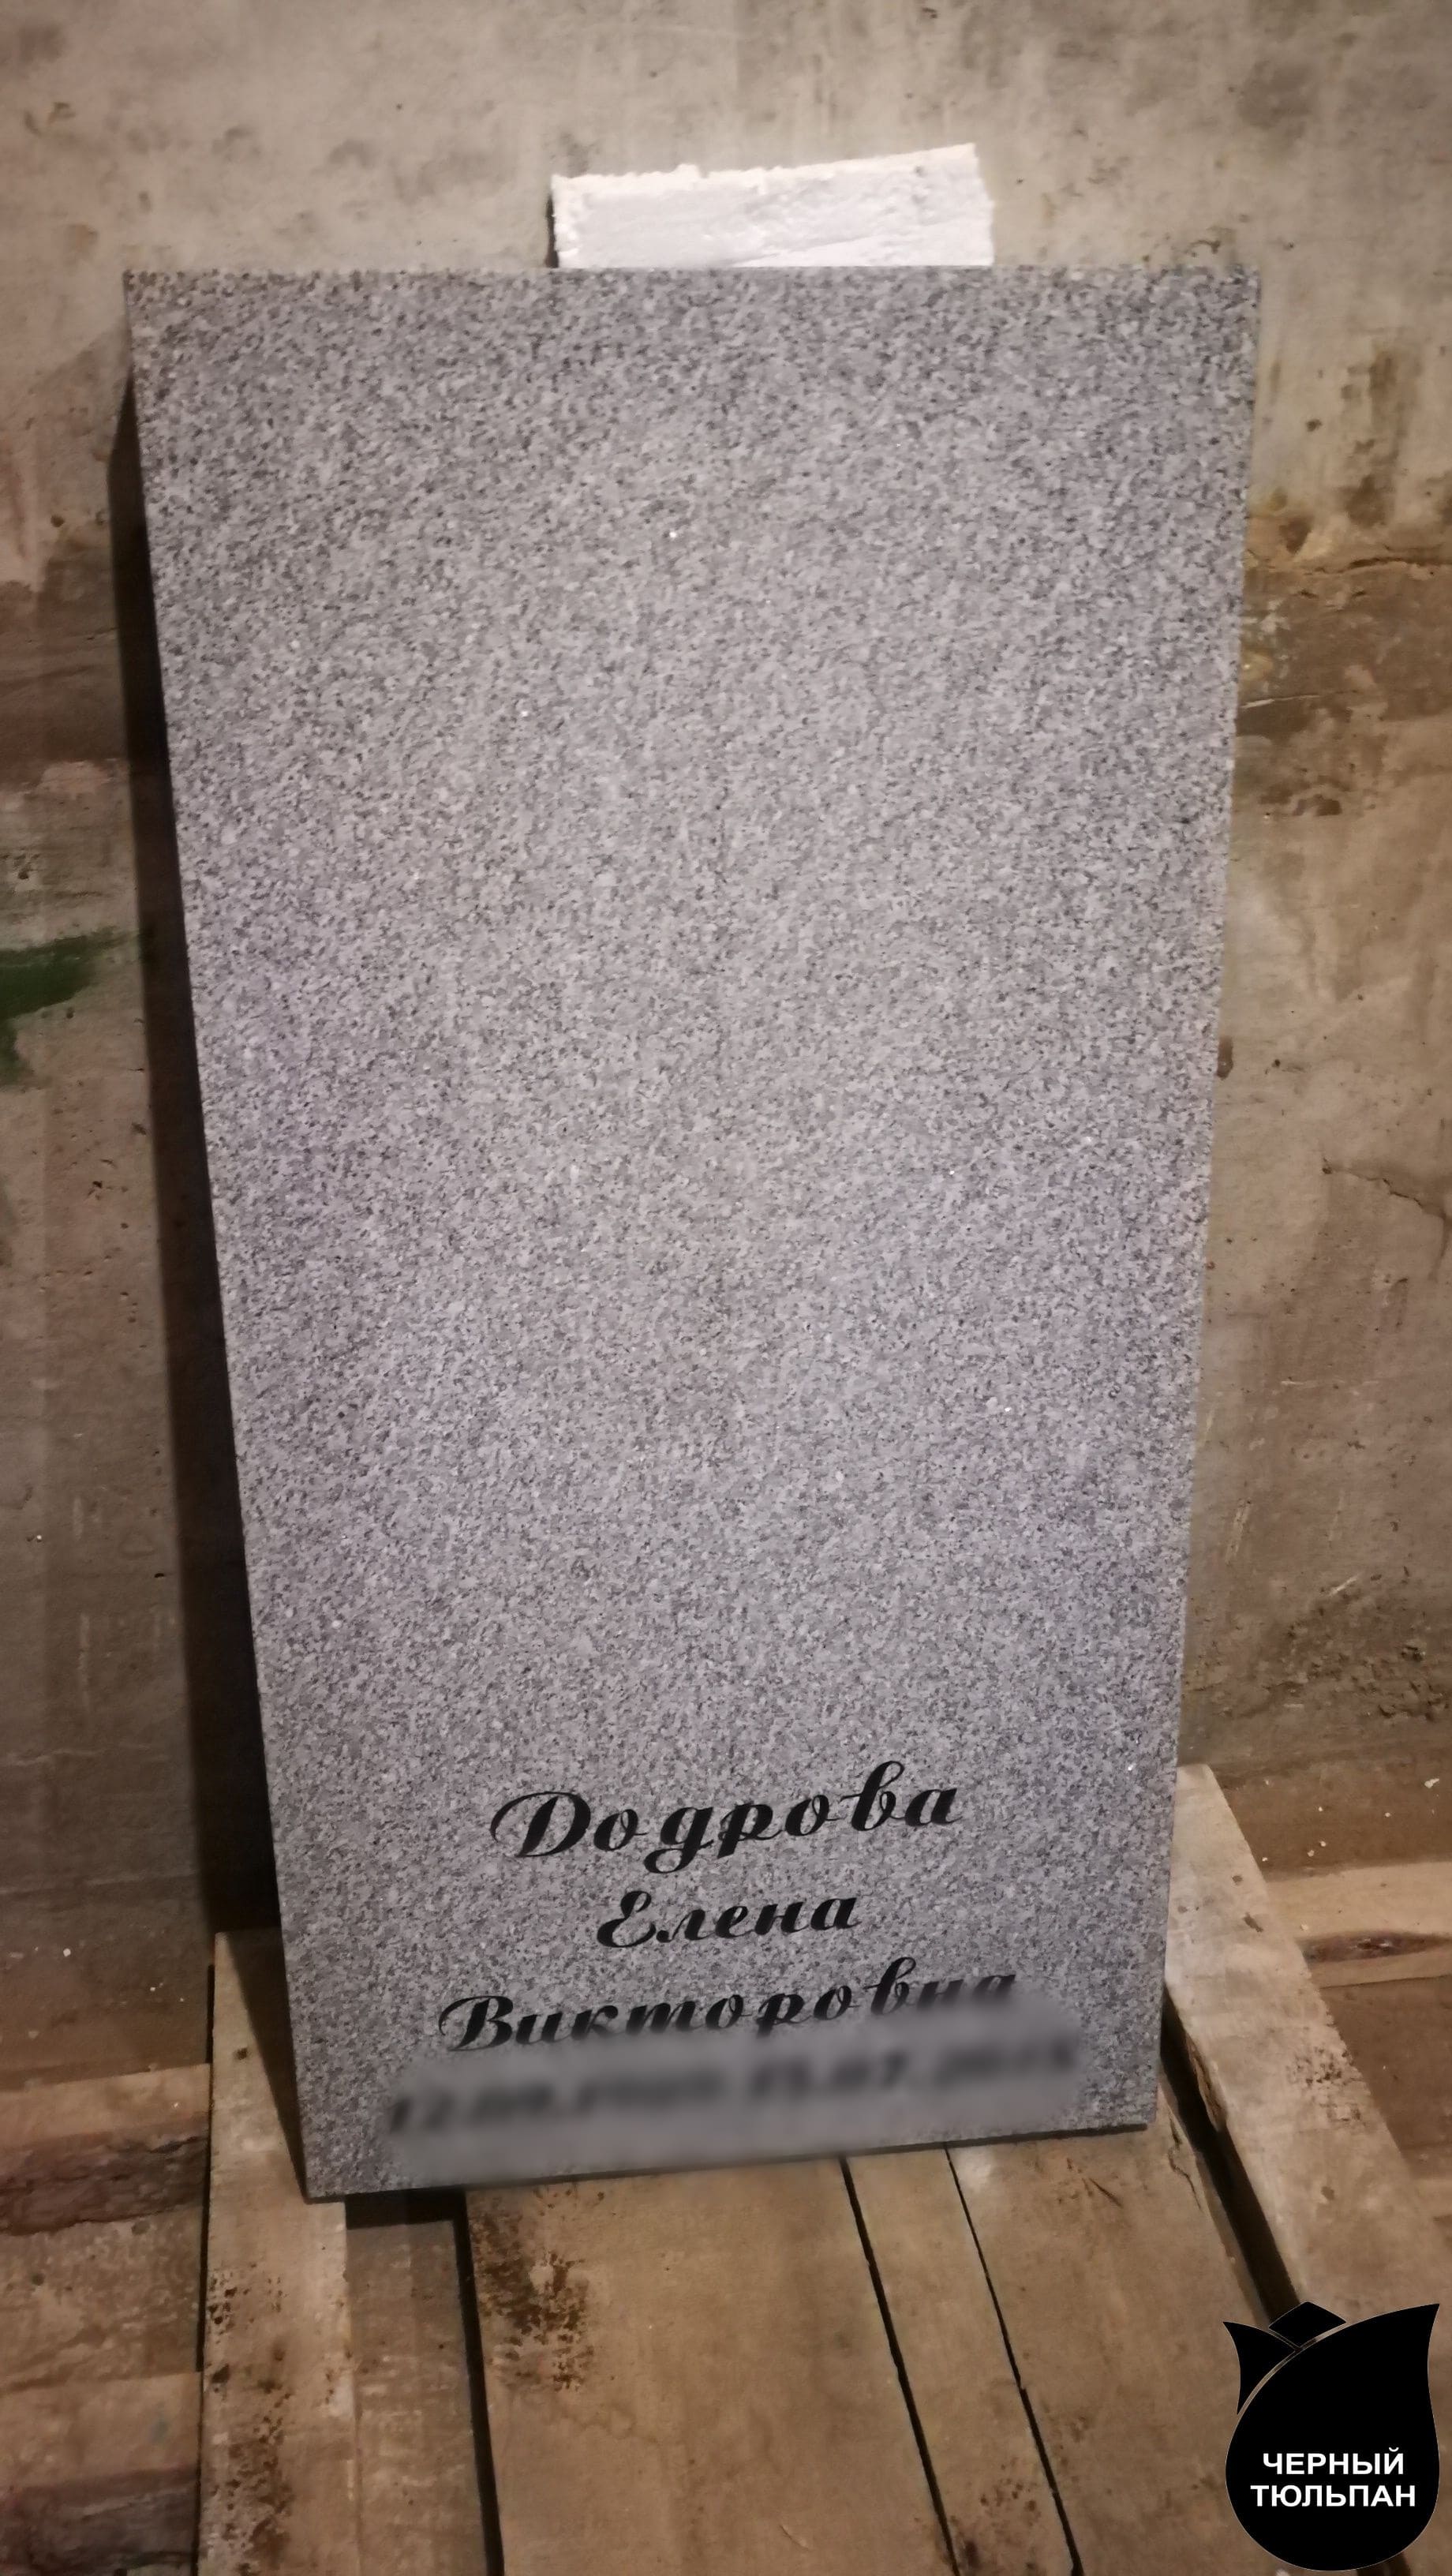 Додрова
Елена
Викторовна
ЧЕРНЫЙ
ТЮЛЬПАН